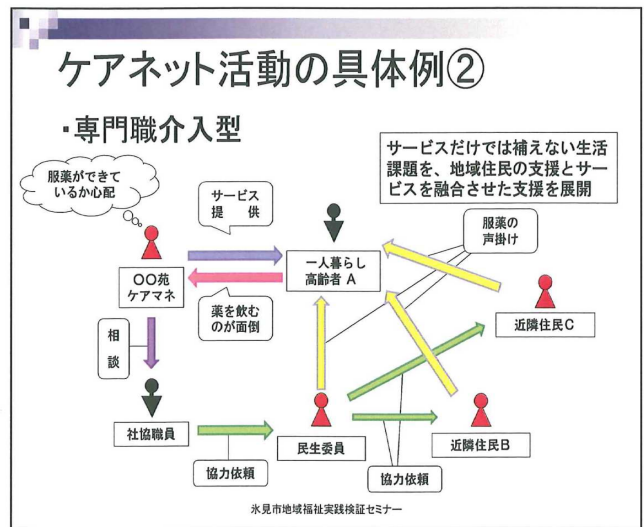 ケアネット活動の具体例②
・専門職介入型
サービスだけでは補えない生活
課題を、地域住民の支援とサー
ビスを融合させた支援を展開
服薬ができて
いるか心配
サービス
提　供
服薬の
声掛け
〇〇苑
ケアマネ
一人暮らし
高齢者 A
薬を飲む
のが面倒
近隣住民C
相
談
社協職員
民生委員
近隣住民B
協力依頼
協力依頼
氷見市地域福祉実践検証セミナー